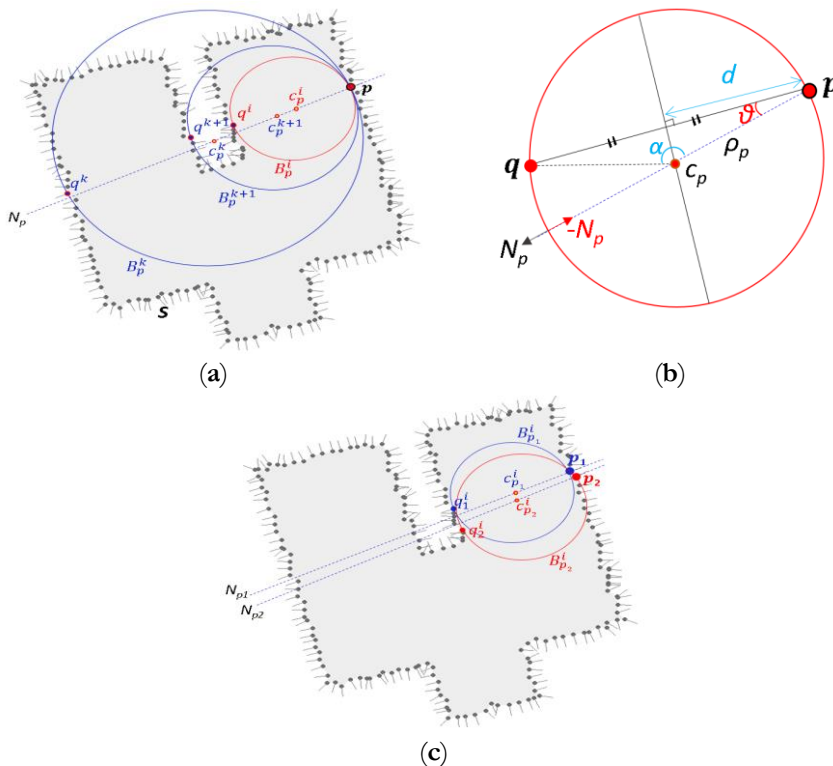 p
c_p^i
q^i
q^{k+1}
c_p^{k+1}
c_p^k
B_p^i
q^k
B_p^{k+1}
N_p
B_p^k
S
(a)
d
p
ϑ
α
ρ_p
q
c_p
-N_p
N_p
(b)
B_{p_1}^i
p_1
c_{p_1}^i
p_2
q_1^i
c_{p_2}^i
q_2^i
B_{p_2}^i
N_{p1}
N_{p2}
(c)